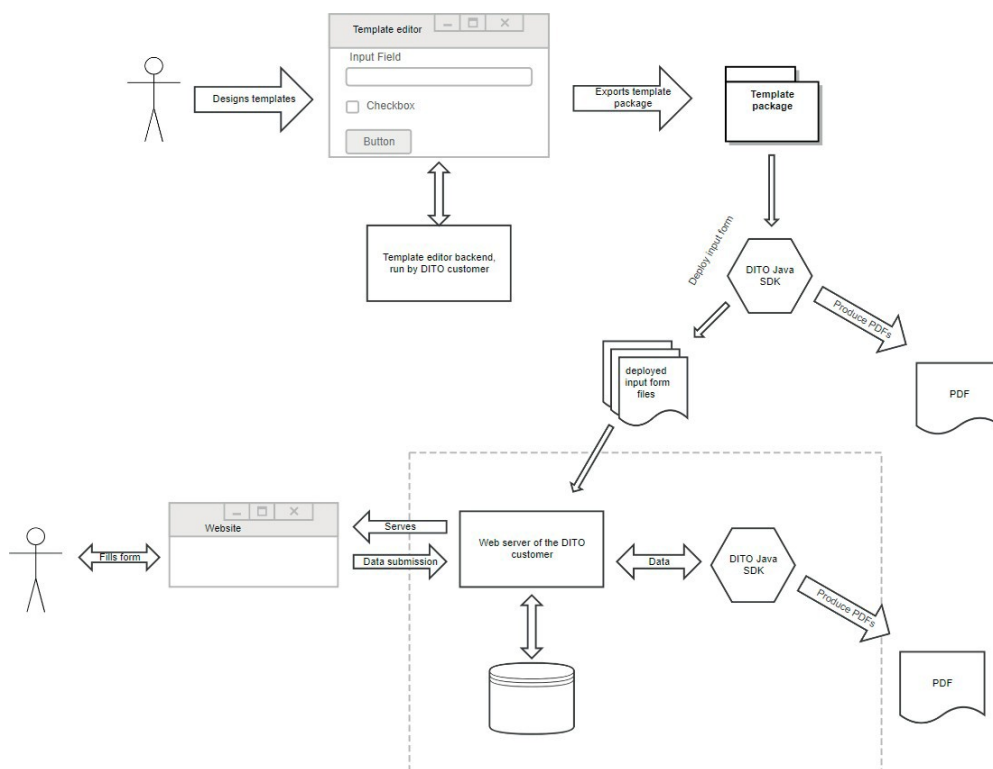 Template editor
Input Field
Checkbox
Button
Designs templates
Exports template
package
Template
package
Template editor backend,
run by DITO customer
Deploy input form
DITO Java
SDK
Produce PDFs
PDF
deployed
input form
files
Website
Fills form
Serves
Data submission
Web server of the DITO
customer
Data
DITO Java
SDK
Produce PDFs
PDF